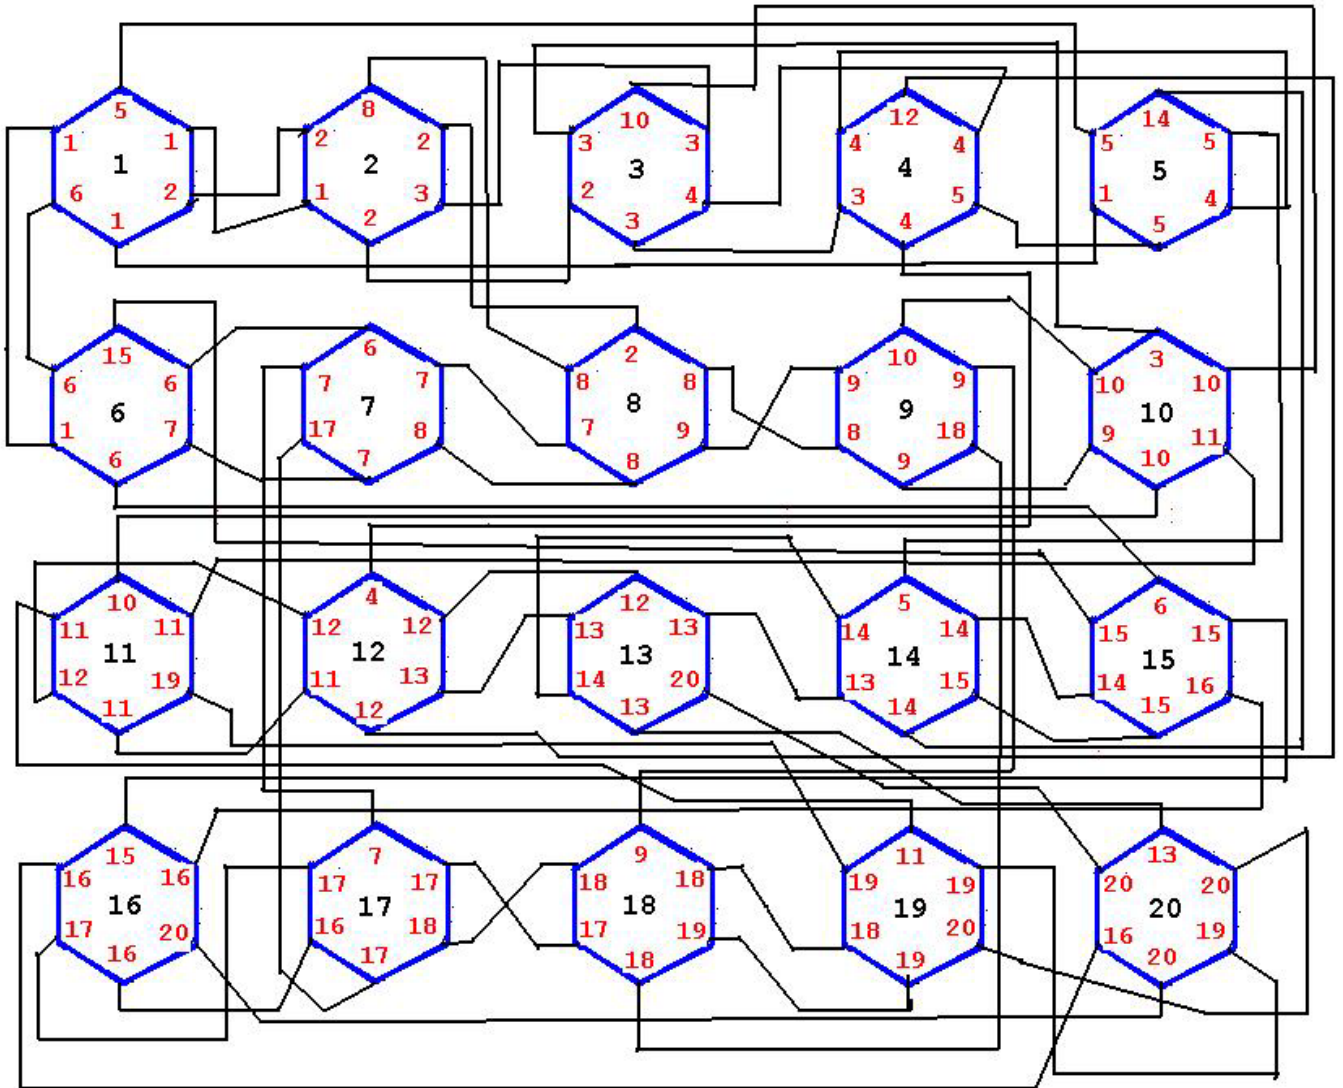 5 8 10 12 14
1 1 2 2 3 3 4 4 5 5
1 2 3 4 5
6 2 1 3 2 4 3 5 1 4
1 2 3 4 5
15 6 2 10 3
6 6 7 7 8 8 9 9 10 10
6 7 8 9 10
1 7 17 8 7 9 8 18 9 11
6 7 8 9 10
10 4 12 5 6
11 11 12 12 13 13 14 14 15 15
11 12 13 14 15
12 19 11 13 14 20 13 15 14 16
11 12 13 14 15
15 7 9 11 13
16 16 17 17 18 18 19 19 20 20
16 17 18 19 20
17 20 16 18 17 19 18 20 16 19
16 17 18 19 20